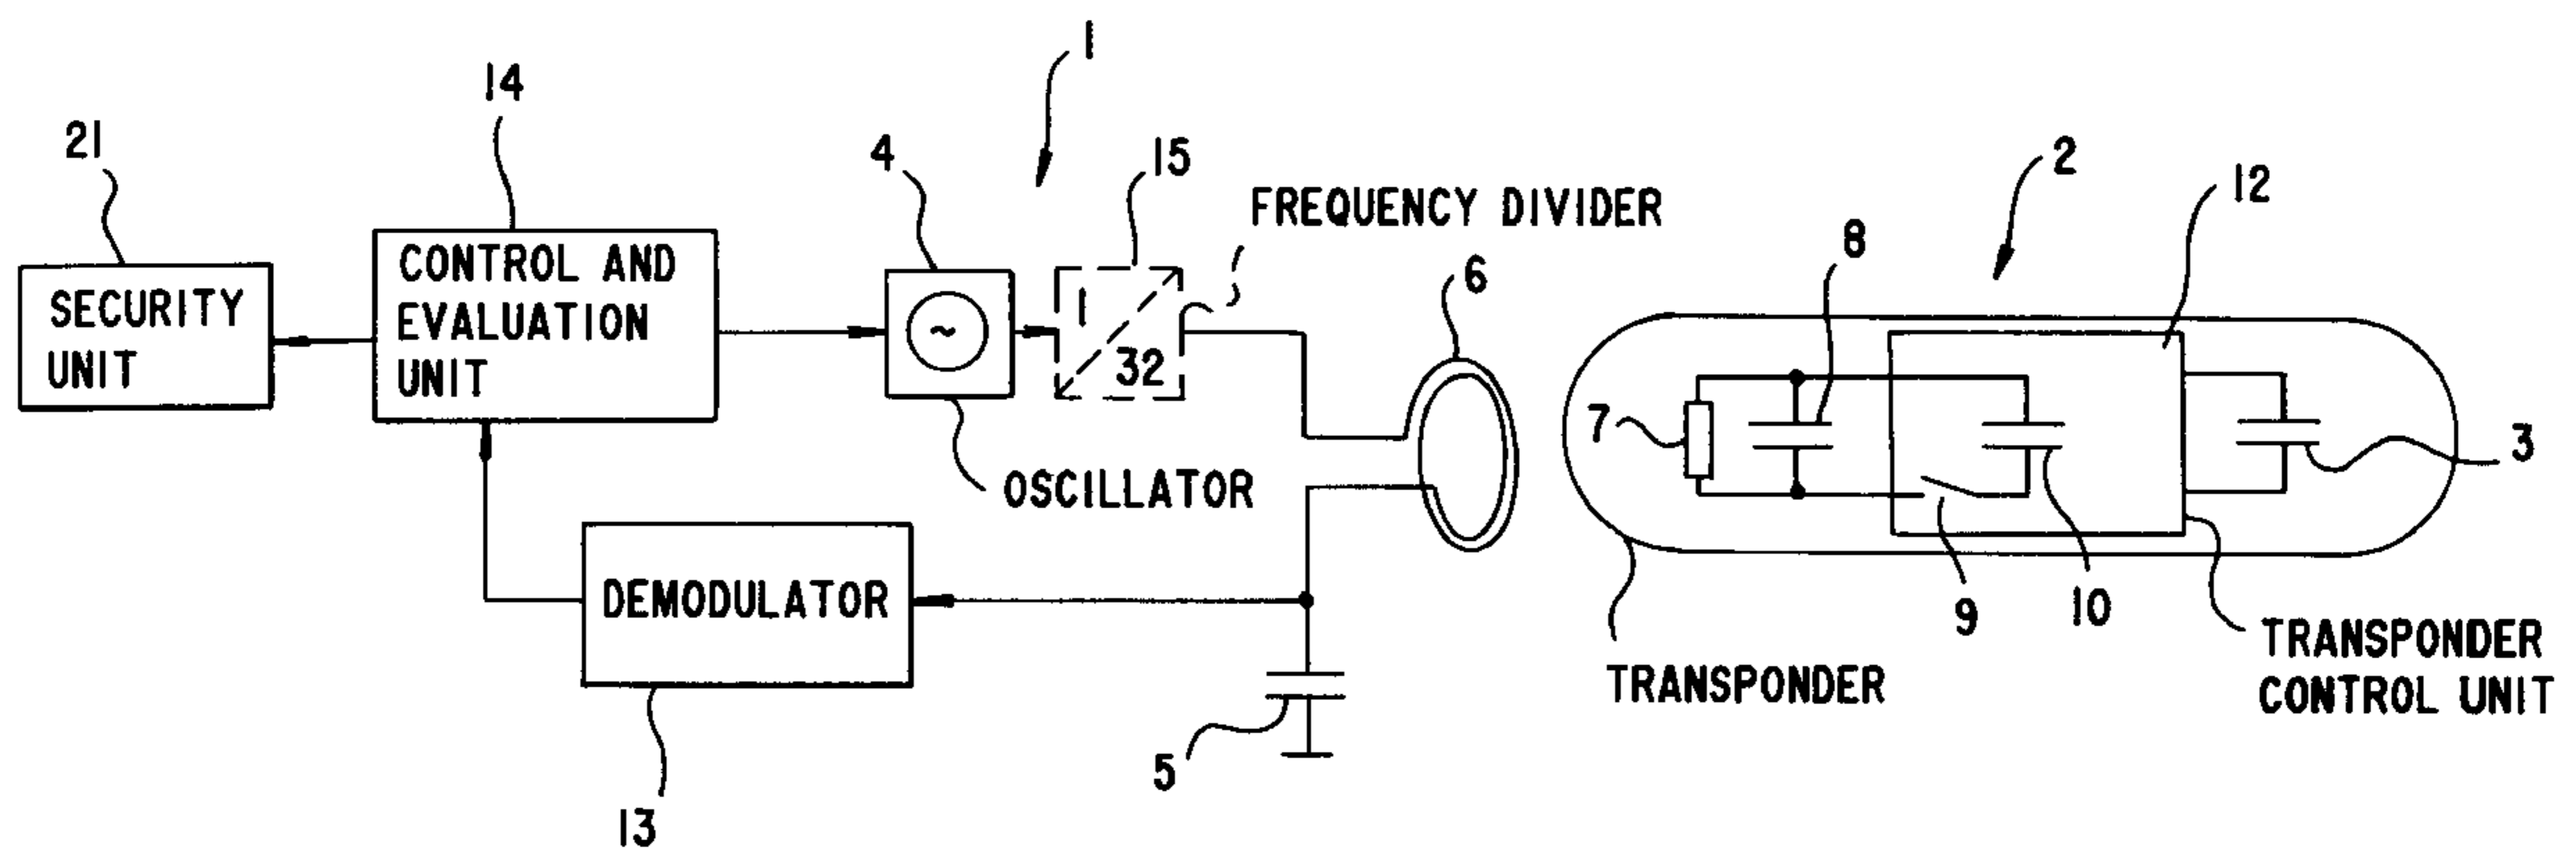 1
14
21
4
15
FREQUENCY DIVIDER
2
12
8
6
SECURITY
UNIT
CONTROL AND
EVALUATION
UNIT
~
1
32
7
3
OSCILLATOR
DEMODULATOR
9
10
TRANSPONDER
TRANSPONDER
CONTROL UNIT
5
13